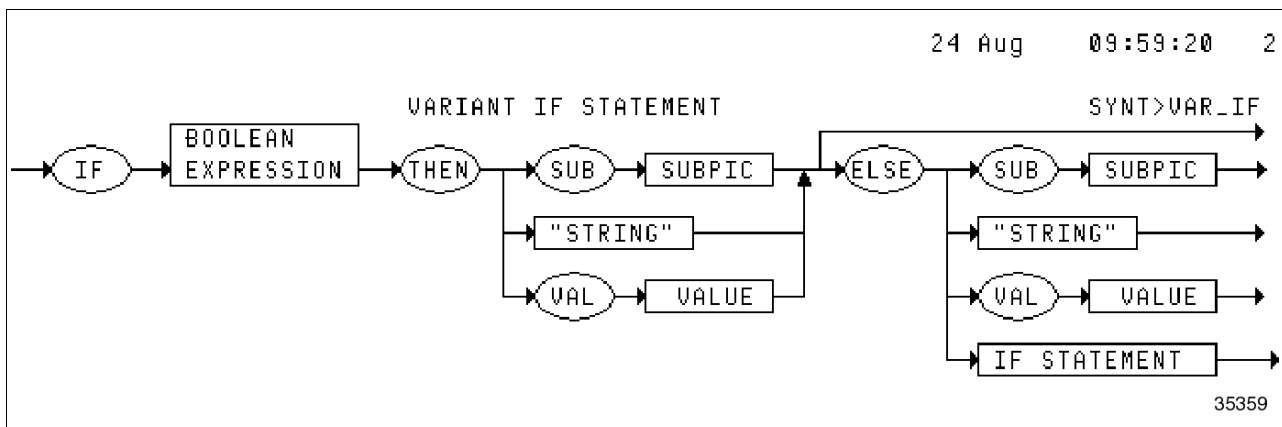 24 Aug 09:59:20 2
VARIANT IF STATEMENT SYNT>VAR_IF
IF
BOOLEAN
EXPRESSION
THEN
SUB
SUBPIC
ELSE
SUB
SUBPIC
"STRING"
"STRING"
VAL
VALUE
VAL
VALUE
IF STATEMENT
35359